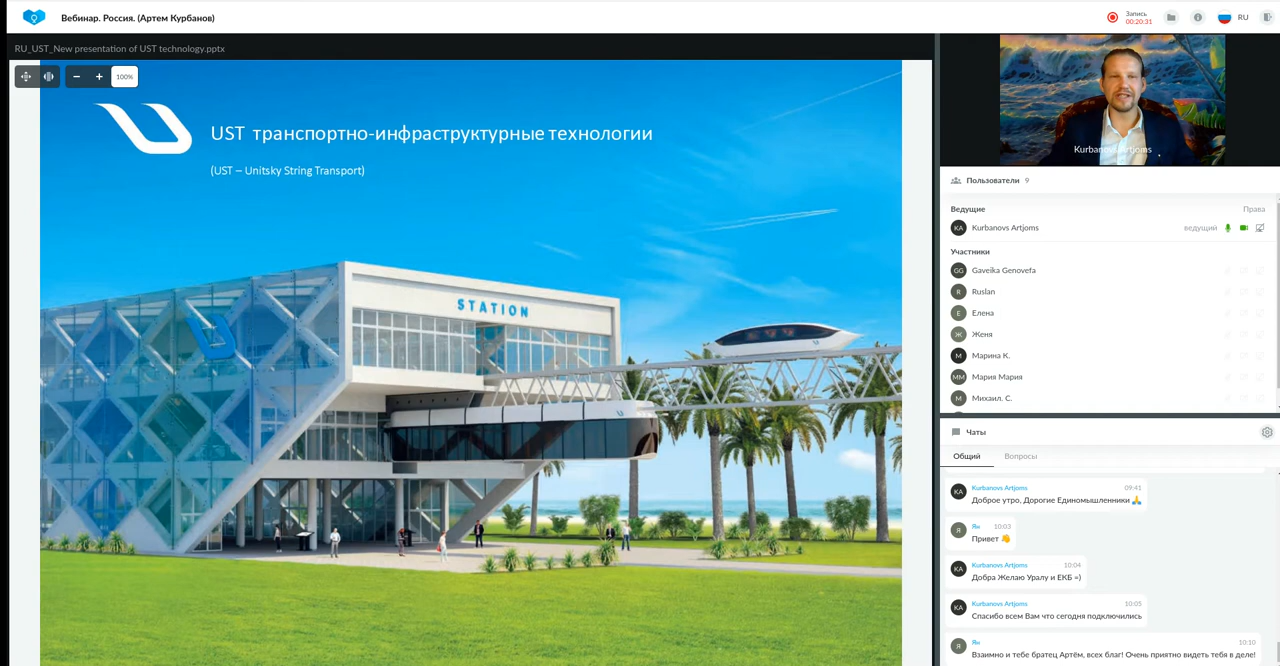 Вебинар. Россия. (Артем Курбанов)
Запись
00:20:31
RU
RU_UST_New presentation of UST technology.pptx
100%
UST транспортно-инфраструктурные технологии
(UST – Unitsky String Transport)
STATION
Kurbanovs Artjoms
Пользователи 9
Ведущие Права
KA Kurbanovs Artjoms ведущий
Участники
GG Gaveika Genovefa
R Ruslan
Е Елена
Ж Женя
М Марина К.
ММ Мария Мария
М Михаил. С.
Чаты
Общий Вопросы
KA Kurbanovs Artjoms 09:41
Доброе утро, Дорогие Единомышленники 🙏
Я Ян 10:03
Привет 👋
KA Kurbanovs Artjoms 10:04
Добра Желаю Уралу и ЕКБ =)
KA Kurbanovs Artjoms 10:05
Спасибо всем Вам что сегодня подключились
Я Ян 10:10
Взаимно и тебе братец Артём, всех благ! Очень приятно видеть тебя в деле!